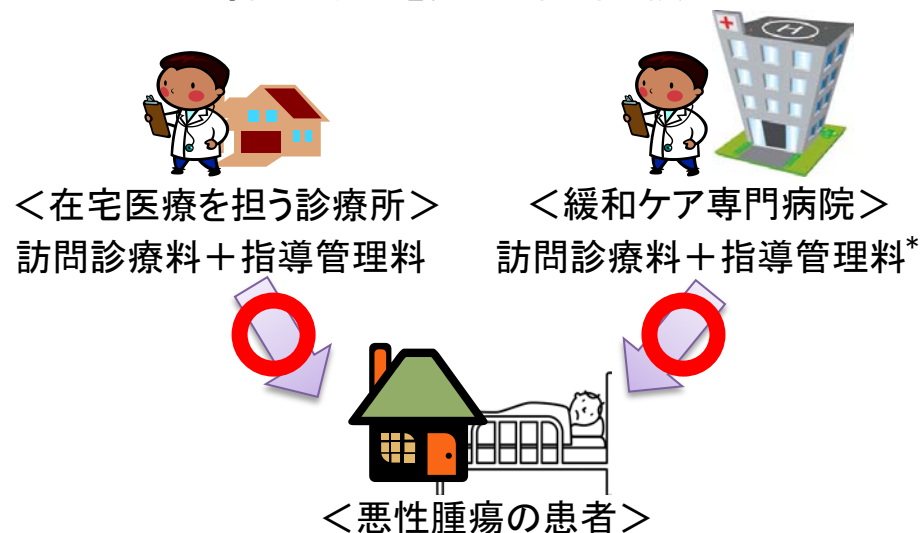 H
<在宅医療を担う診療所>
<緩和ケア専門病院>
訪問診療料+指導管理料
訪問診療料+指導管理料*
<悪性腫瘍の患者>